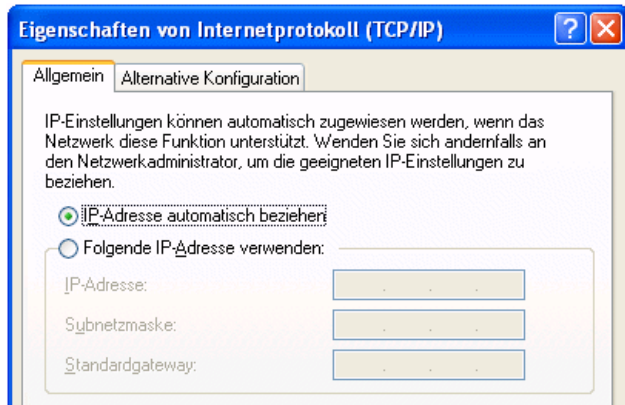 Eigenschaften von Internetprotokoll (TCP/IP)
Allgemein Alternative Konfiguration
IP-Einstellungen können automatisch zugewiesen werden, wenn das
Netzwerk diese Funktion unterstützt. Wenden Sie sich andernfalls an
den Netzwerkadministrator, um die geeigneten IP-Einstellungen zu
beziehen.
IP-Adresse automatisch beziehen
Folgende IP-Adresse verwenden:
IP-Adresse:
Subnetzmaske:
Standardgateway: